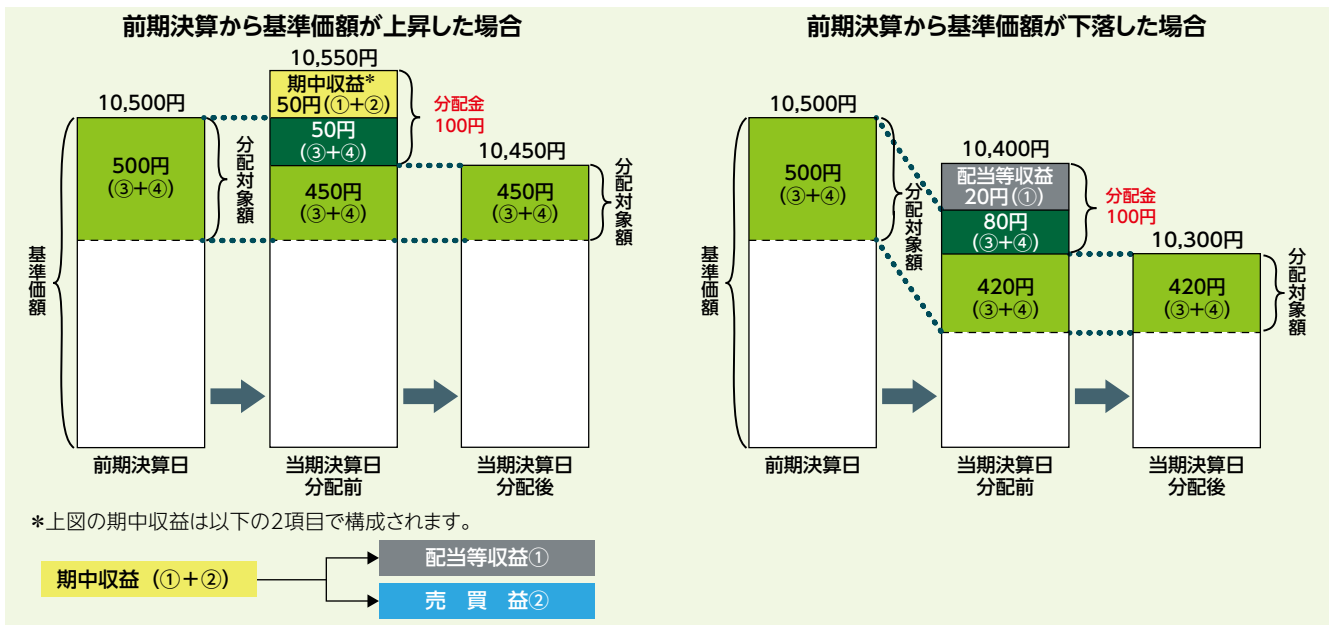 前期決算から基準価額が上昇した場合
10,500円
500円
(③+④)
分配対象額
基準価額
前期決算日
10,550円
期中収益*
50円(①+②)
50円
(③+④)
450円
(③+④)
分配金
100円
当期決算日
分配前
10,450円
450円
(③+④)
分配対象額
当期決算日
分配後
*上図の期中収益は以下の2項目で構成されます。
期中収益 (①+②)
配当等収益①
売 買 益②
前期決算から基準価額が下落した場合
10,500円
500円
(③+④)
分配対象額
基準価額
前期決算日
10,400円
配当等収益
20円(①)
80円
(③+④)
420円
(③+④)
分配金
100円
当期決算日
分配前
10,300円
420円
(③+④)
分配対象額
当期決算日
分配後